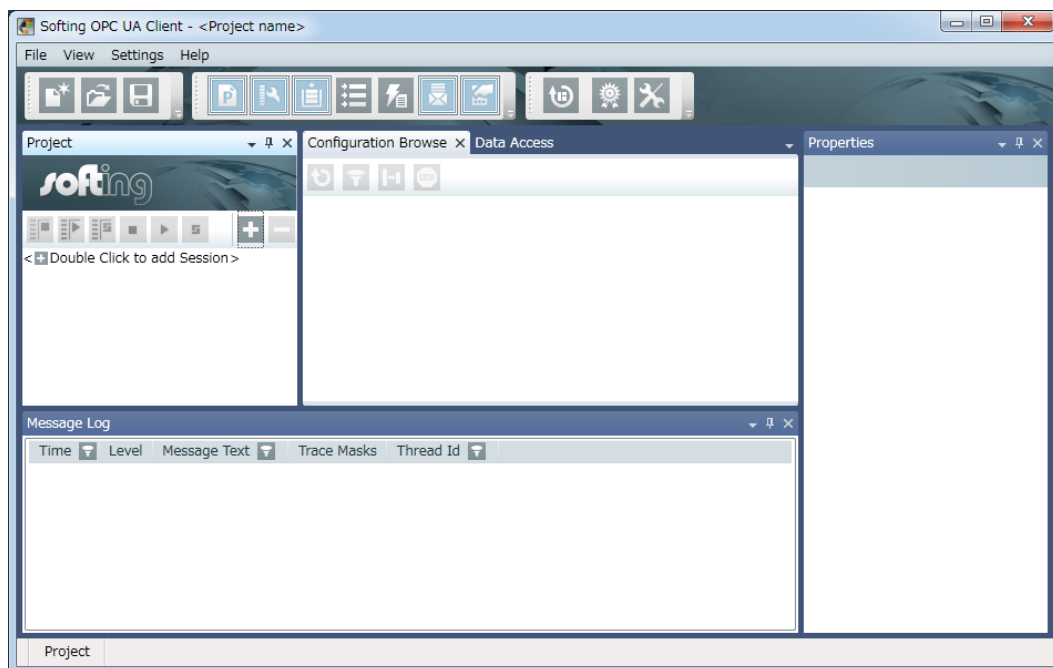 Softing OPC UA Client - <Project name>
File View Settings Help
P
Project
Configuration Browse Data Access
Properties
softing
STOP
< Double Click to add Session>
Message Log
Time Level Message Text Trace Masks Thread Id
Project